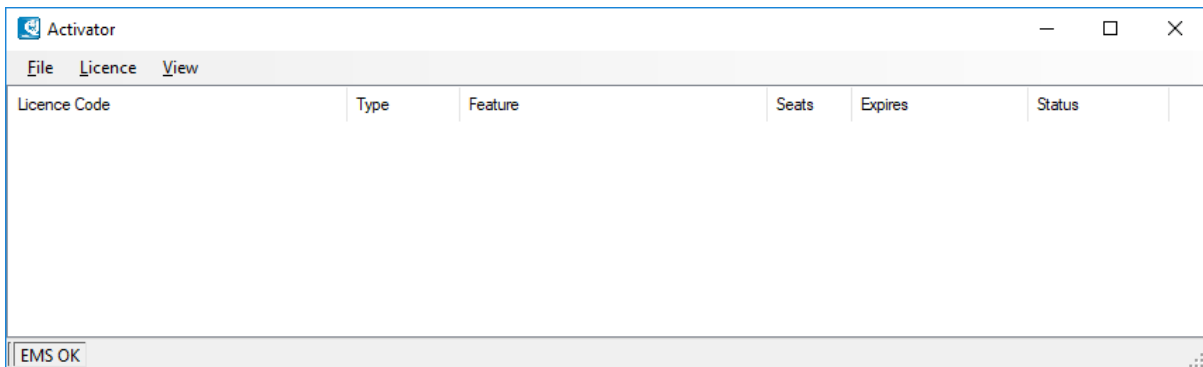 Activator
File Licence View
Licence Code Type Feature Seats Expires Status
EMS OK